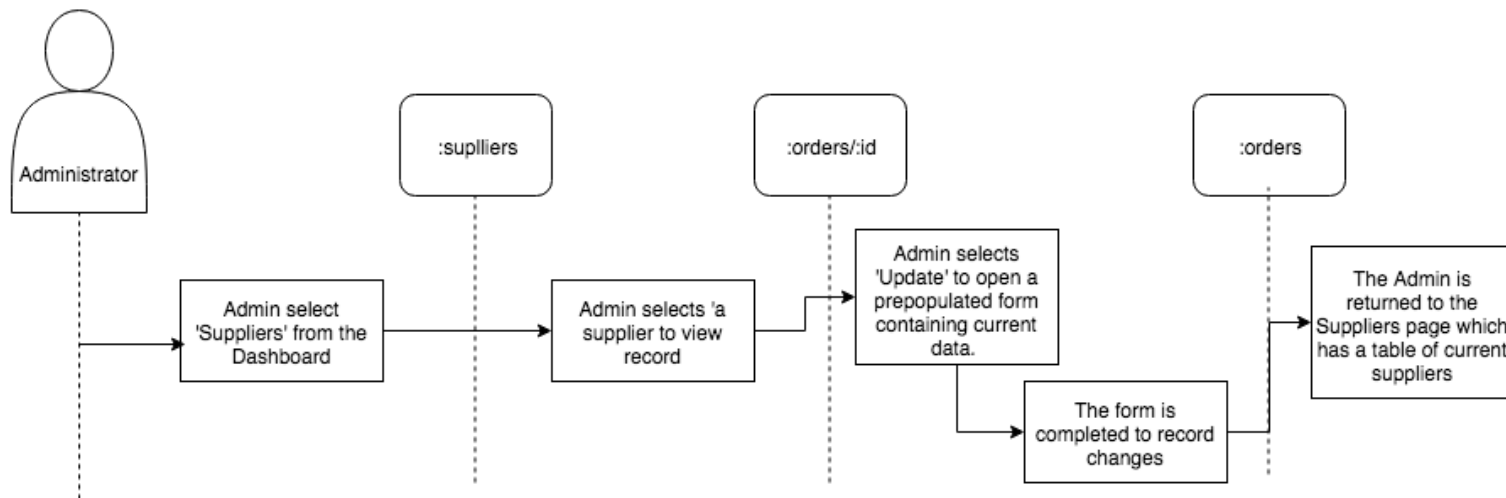 Administrator
:suplliers
:orders/:id
:orders
Admin select
'Suppliers' from the
Dashboard
Admin selects 'a
supplier to view
record
Admin selects
'Update' to open a
prepopulated form
containing current
data.
The form is
completed to record
changes
The Admin is
returned to the
Suppliers page which
has a table of current
suppliers